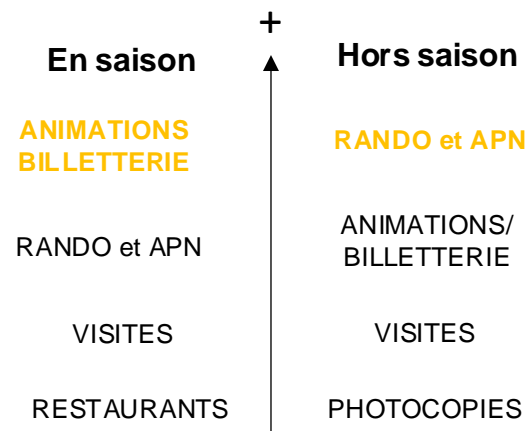 +
En saison
ANIMATIONS
BILLETTERIE
RANDO et APN
VISITES
RESTAURANTS
Hors saison
RANDO et APN
ANIMATIONS/
BILLETTERIE
VISITES
PHOTOCOPIES